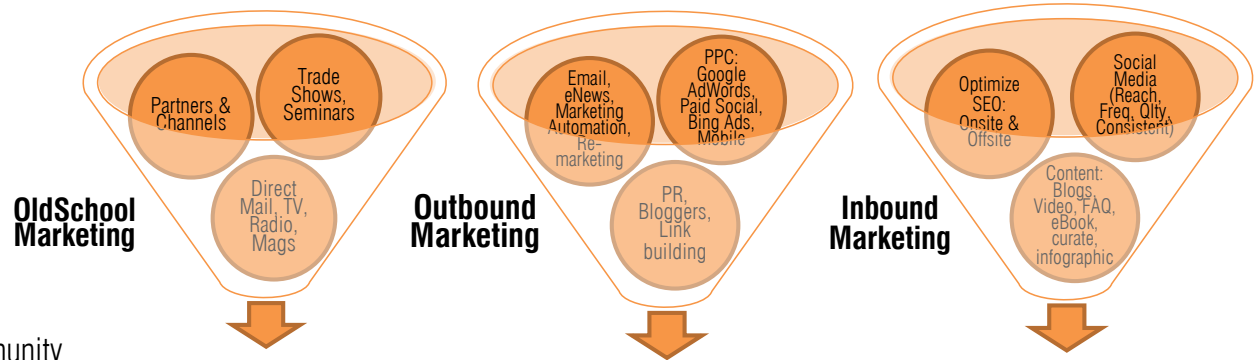 Partners &
Channels
Trade
Shows,
Seminars
Direct
Mail, TV,
Radio,
Mags
OldSchool
Marketing
Email,
eNews,
Marketing
Automation,
Re-
marketing
PPC:
Google
AdWords,
Paid Social,
Bing Ads,
Mobile
PR,
Bloggers,
Link
building
Outbound
Marketing
Optimize
SEO:
Onsite &
Offsite
Social
Media
(Reach,
Freq, Qlty,
Consistent)
Content:
Blogs,
Video, FAQ,
eBook,
curate,
infographic
Inbound
Marketing